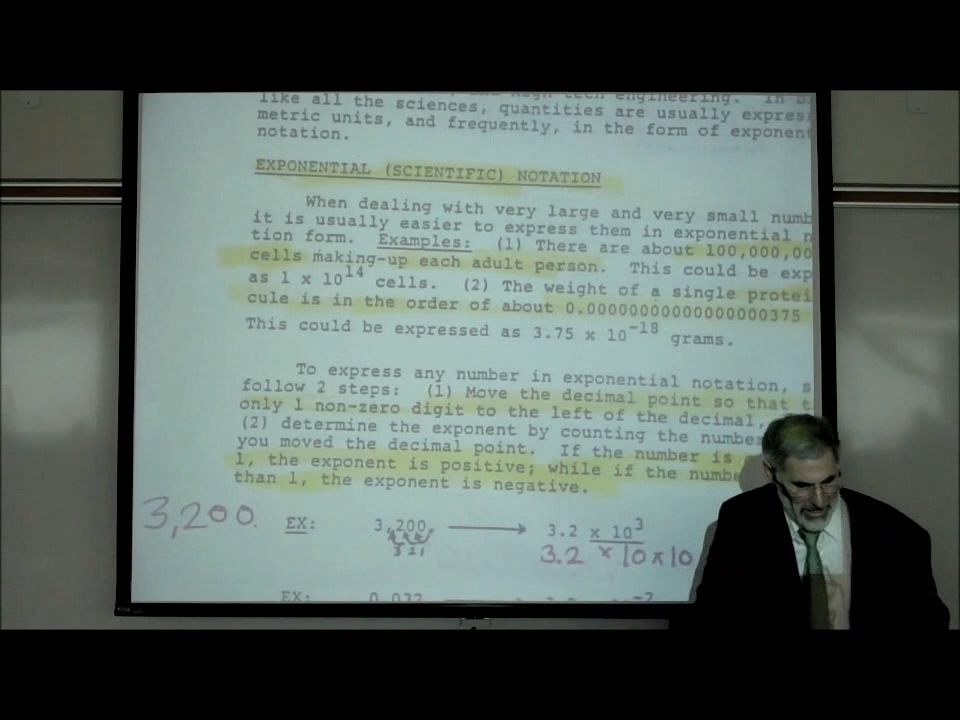 engineering. In
like all the sciences, quantities are usually expres
metric units, and frequently, in the form of exponent
notation.
EXPONENTIAL (SCIENTIFIC) NOTATION
When dealing with very large and very small numb
it is usually easier to express them in exponential n
tion form. Examples: (1) There are about 100,000,00
cells making-up each adult person. This could be exp
as 1 x 10^14 cells. (2) The weight of a single protei
cule is in the order of about 0.00000000000000000375
This could be expressed as 3.75 x 10^-18 grams.
To express any number in exponential notation, s
follow 2 steps: (1) Move the decimal point so that t
only 1 non-zero digit to the left of the decimal,
(2) determine the exponent by counting the number
you moved the decimal point. If the number is
1, the exponent is positive; while if the numbe
than 1, the exponent is negative.
3,200. EX: 3,200. 3.2 x 10^3
3 2 1 3.2 x 10 x 10
EX: 0.032 -2